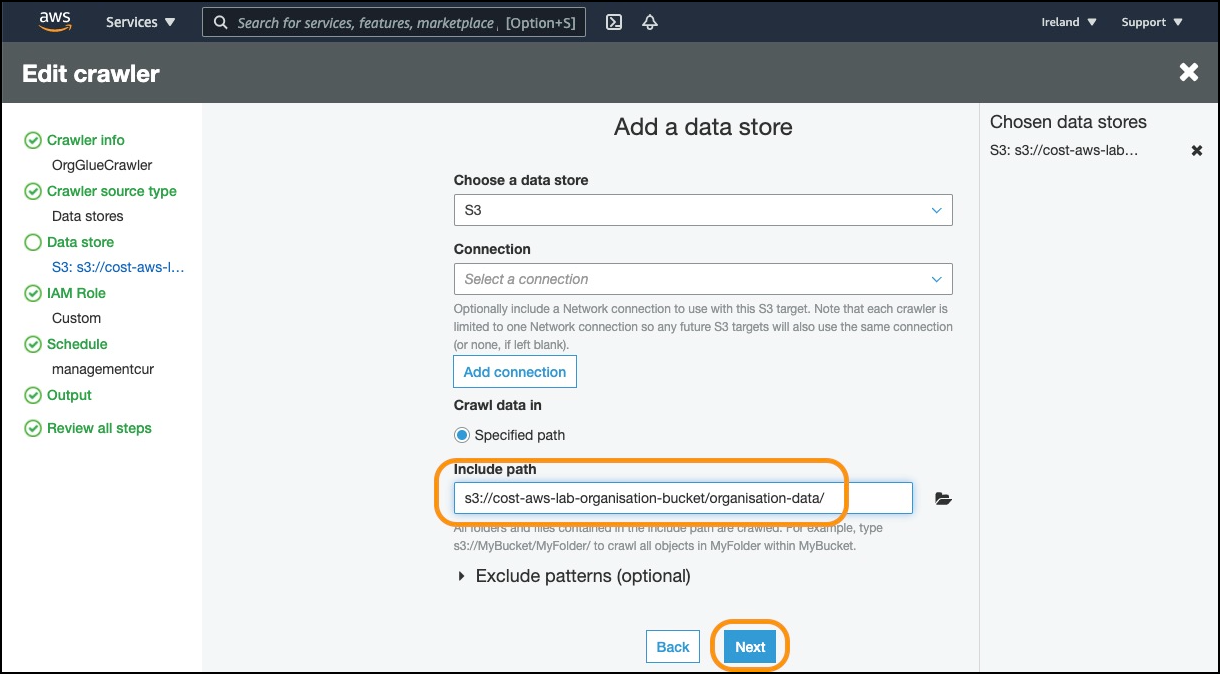 aws
Services
Search for services, features, marketplace , [Option+S]
Ireland
Support
Edit crawler
Crawler info
OrgGlueCrawler
Crawler source type
Data stores
Data store
S3: s3://cost-aws-l…
IAM Role
Custom
Schedule
managementcur
Output
Review all steps
Add a data store
Choose a data store
S3
Connection
Select a connection
Optionally include a Network connection to use with this S3 target. Note that each crawler is
limited to one Network connection so any future S3 targets will also use the same connection
(or none, if left blank).
Add connection
Crawl data in
Specified path
Include path
s3://cost-aws-lab-organisation-bucket/organisation-data/
All folders and files contained in the include path are crawled. For example, type
s3://MyBucket/MyFolder/ to crawl all objects in MyFolder within MyBucket.
Exclude patterns (optional)
Back
Next
Chosen data stores
S3: s3://cost-aws-lab…